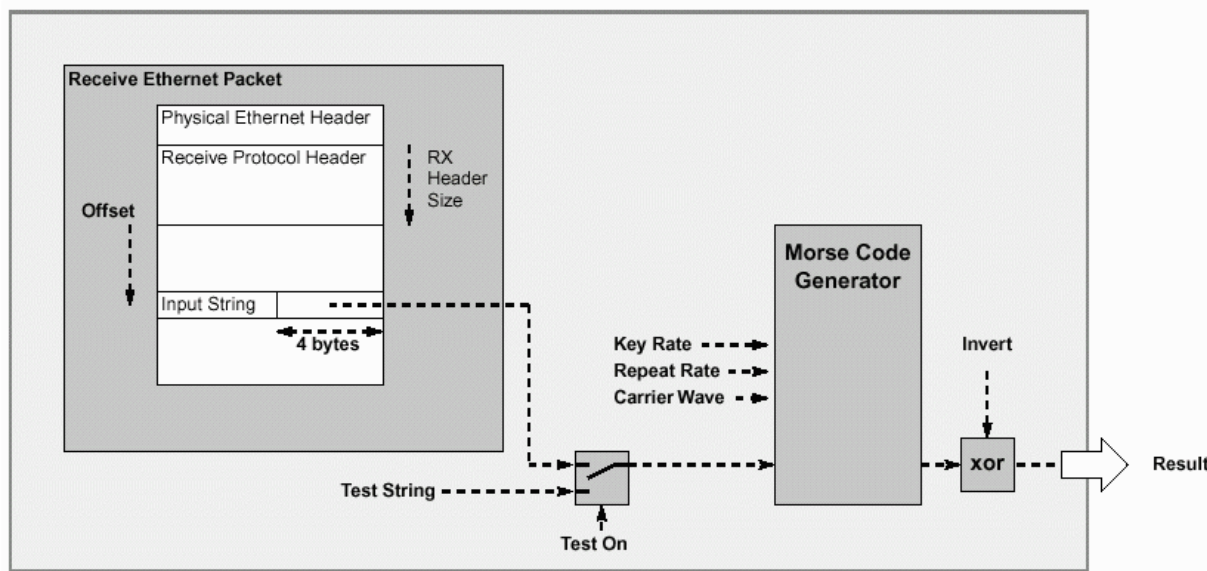 Receive Ethernet Packet
Physical Ethernet Header
Receive Protocol Header
RX
Header
Size
Offset
Input String
4 bytes
Morse Code
Generator
Key Rate
Repeat Rate
Carrier Wave
Invert
xor
Result
Test String
Test On